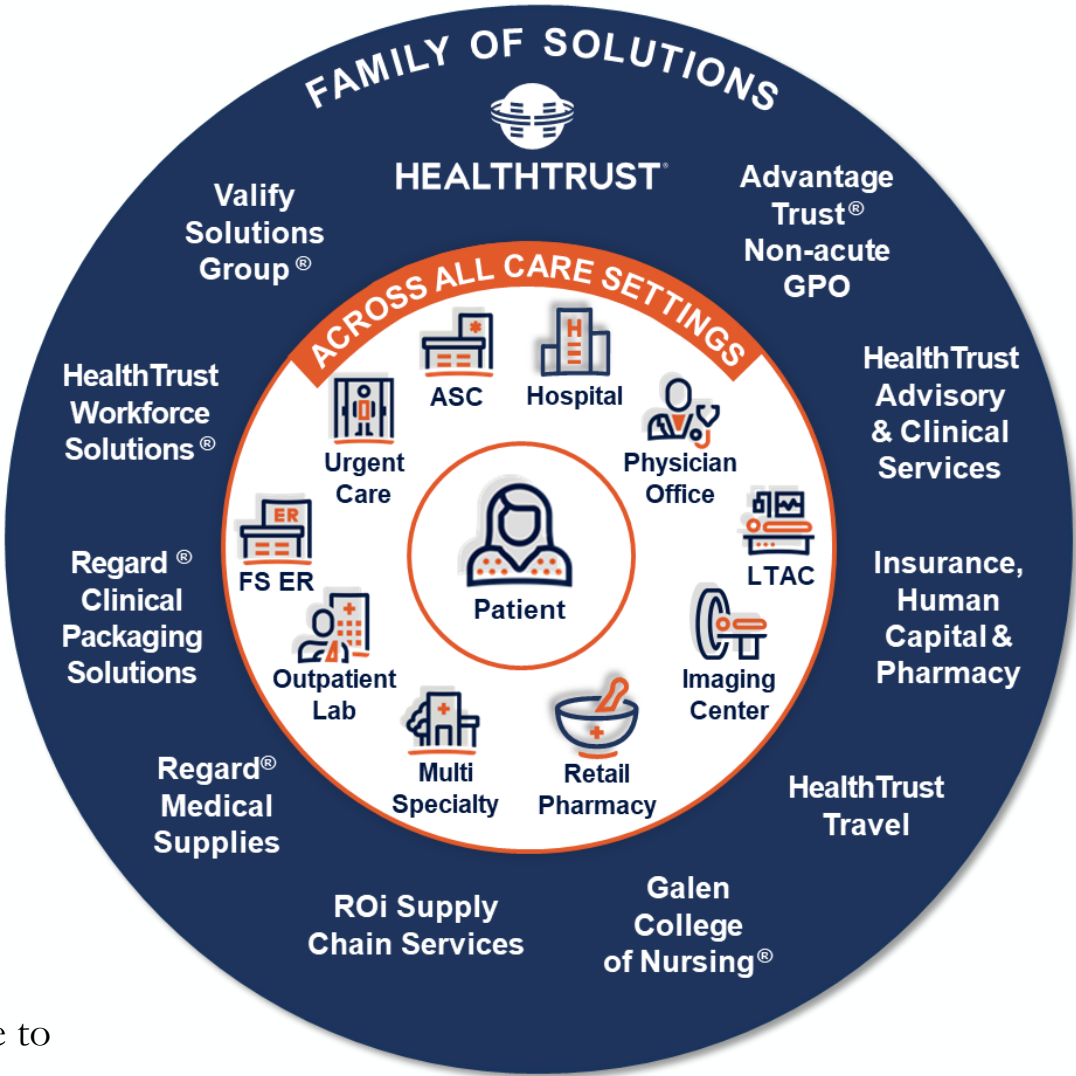 FAMILY OF SOLUTIONS
HEALTHTRUST®
Advantage
Trust®
Non-acute
GPO
HealthTrust
Advisory
& Clinical
Services
Insurance,
Human
Capital &
Pharmacy
HealthTrust
Travel
Galen
College
of Nursing®
ROi Supply
Chain Services
Regard®
Medical
Supplies
Regard ®
Clinical
Packaging
Solutions
HealthTrust
Workforce
Solutions ®
Valify
Solutions
Group ®
ACROSS ALL CARE SETTINGS
ASC
H
Hospital
Physician
Office
LTAC
Imaging
Center
Retail
Pharmacy
Multi
Specialty
Outpatient
Lab
ER
FS ER
Urgent
Care
Patient
e to